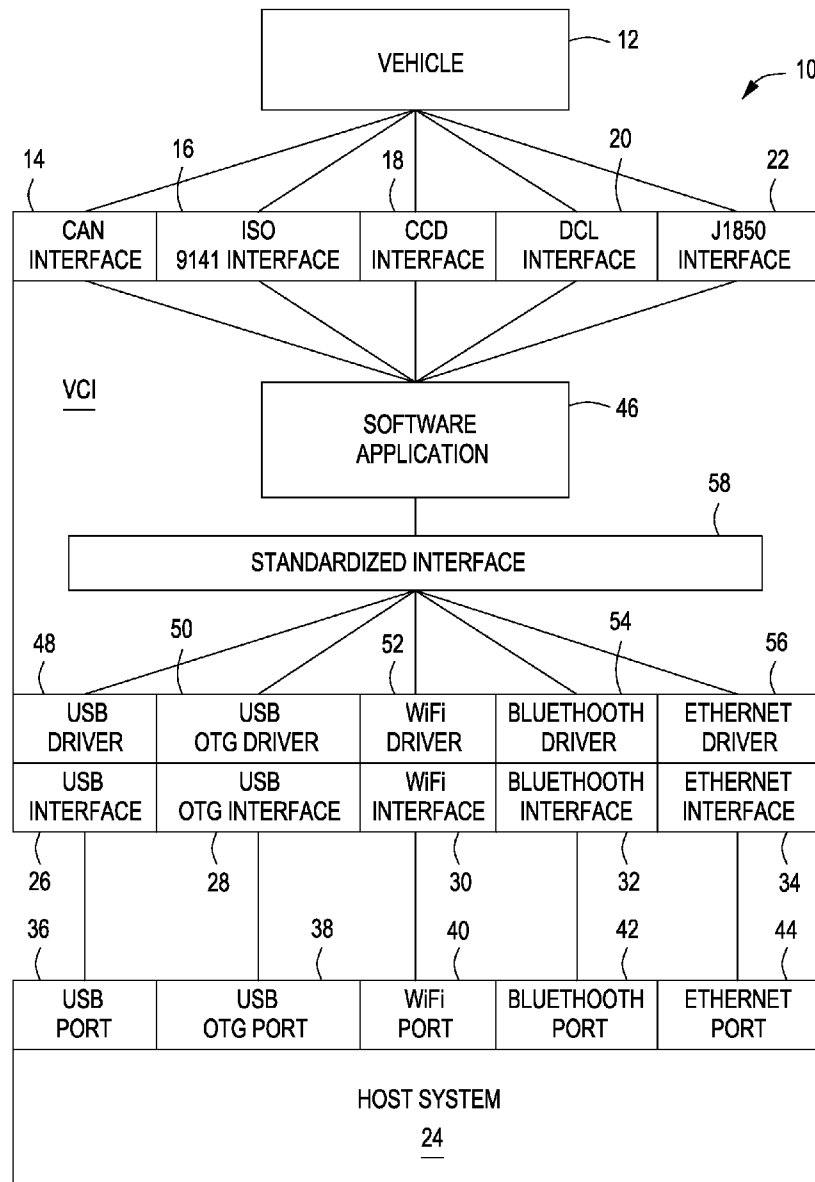 VEHICLE
12
10
14
16
18
20
22
CAN
INTERFACE
ISO
9141 INTERFACE
CCD
INTERFACE
DCL
INTERFACE
J1850
INTERFACE
VCI
SOFTWARE
APPLICATION
46
58
STANDARDIZED INTERFACE
48
50
52
54
56
USB
DRIVER
USB
OTG DRIVER
WiFi
DRIVER
BLUETHOOTH
DRIVER
ETHERNET
DRIVER
USB
INTERFACE
USB
OTG INTERFACE
WiFi
INTERFACE
BLUETHOOTH
INTERFACE
ETHERNET
INTERFACE
26
28
30
32
34
36
38
40
42
44
USB
PORT
USB
OTG PORT
WiFi
PORT
BLUETHOOTH
PORT
ETHERNET
PORT
HOST SYSTEM
24